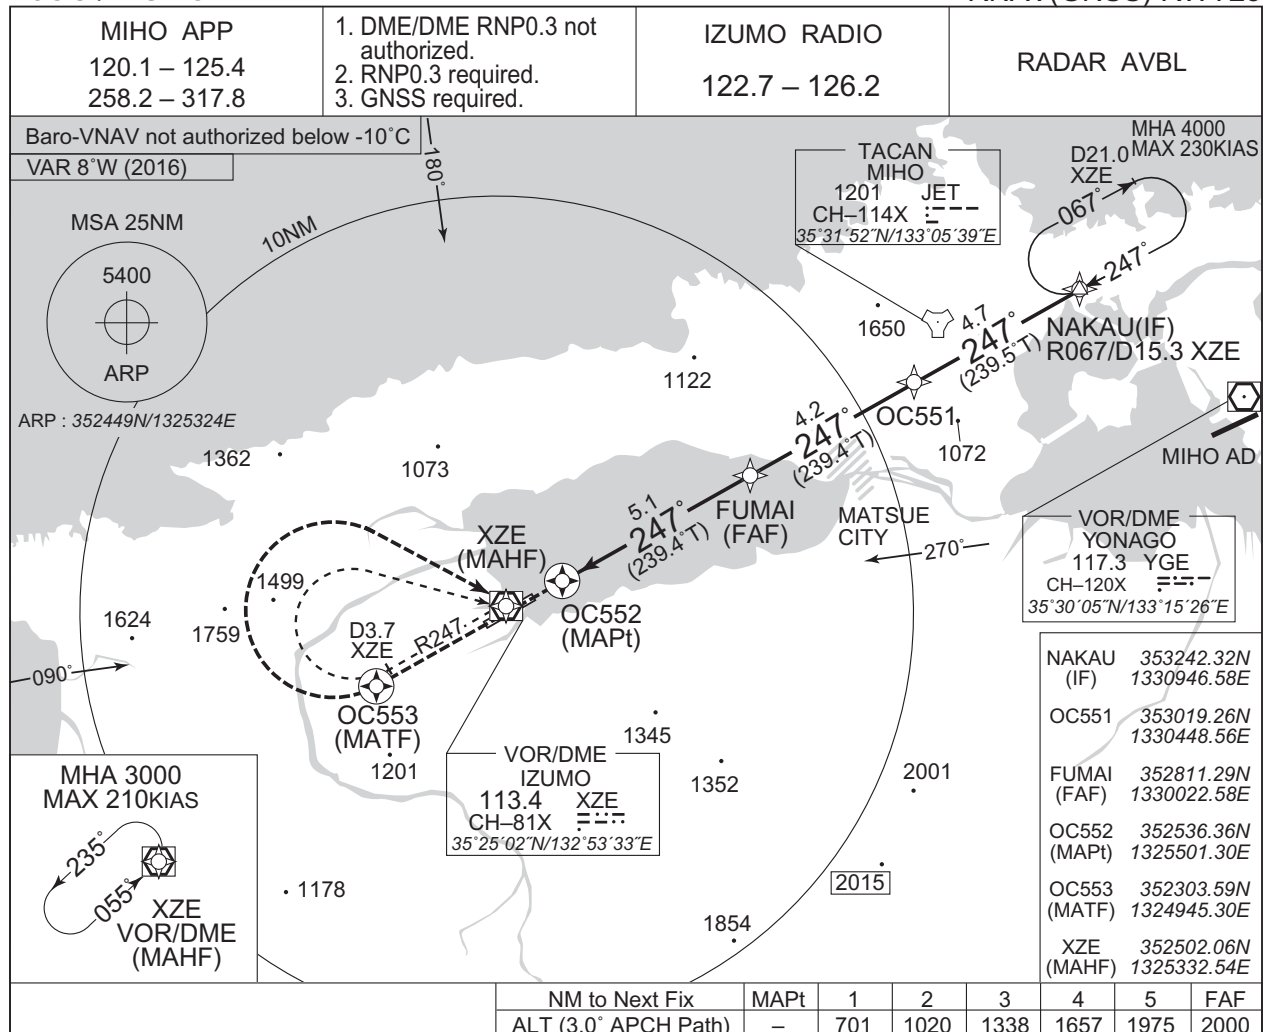 MIHO APP
120.1 – 125.4
258.2 – 317.8
1. DME/DME RNP0.3 not
authorized.
2. RNP0.3 required.
3. GNSS required.
IZUMO RADIO
122.7 – 126.2
RADAR AVBL
Baro-VNAV not authorized below -10˚C
VAR 8˚W (2016)
180˚
MSA 25NM
5400
ARP
ARP : 352449N/1325324E
10NM
TACAN
MIHO
1201 JET
CH–114X
35˚31´52˝N/133˚05´39˝E
MHA 4000
MAX 230KIAS
D21.0
XZE
067˚
247˚
NAKAU(IF)
R067/D15.3 XZE
1650
4.7
247˚
(239.5˚T)
1122
OC551
4.2
247˚
(239.4˚T)
1072
MIHO AD
1362
1073
FUMAI
(FAF)
5.1
247˚
(239.4˚T)
MATSUE
CITY
270˚
VOR/DME
YONAGO
117.3 YGE
CH–120X
35˚30´05˝N/133˚15´26˝E
XZE
(MAHF)
OC552
(MAPt)
1499
1624
1759
D3.7
XZE
R247
090˚
OC553
(MATF)
1201
1345
1352
2001
2015
1854
1178
VOR/DME
IZUMO
113.4 XZE
CH–81X
35˚25´02˝N/132˚53´33˝E
MHA 3000
MAX 210KIAS
235˚
055˚
XZE
VOR/DME
(MAHF)
NAKAU 353242.32N
(IF) 1330946.58E
OC551 353019.26N
1330448.56E
FUMAI 352811.29N
(FAF) 1330022.58E
OC552 352536.36N
(MAPt) 1325501.30E
OC553 352303.59N
(MATF) 1324945.30E
XZE 352502.06N
(MAHF) 1325332.54E
NM to Next Fix MAPt 1 2 3 4 5 FAF
ALT (3.0˚ APCH Path) – 701 1020 1338 1657 1975 2000